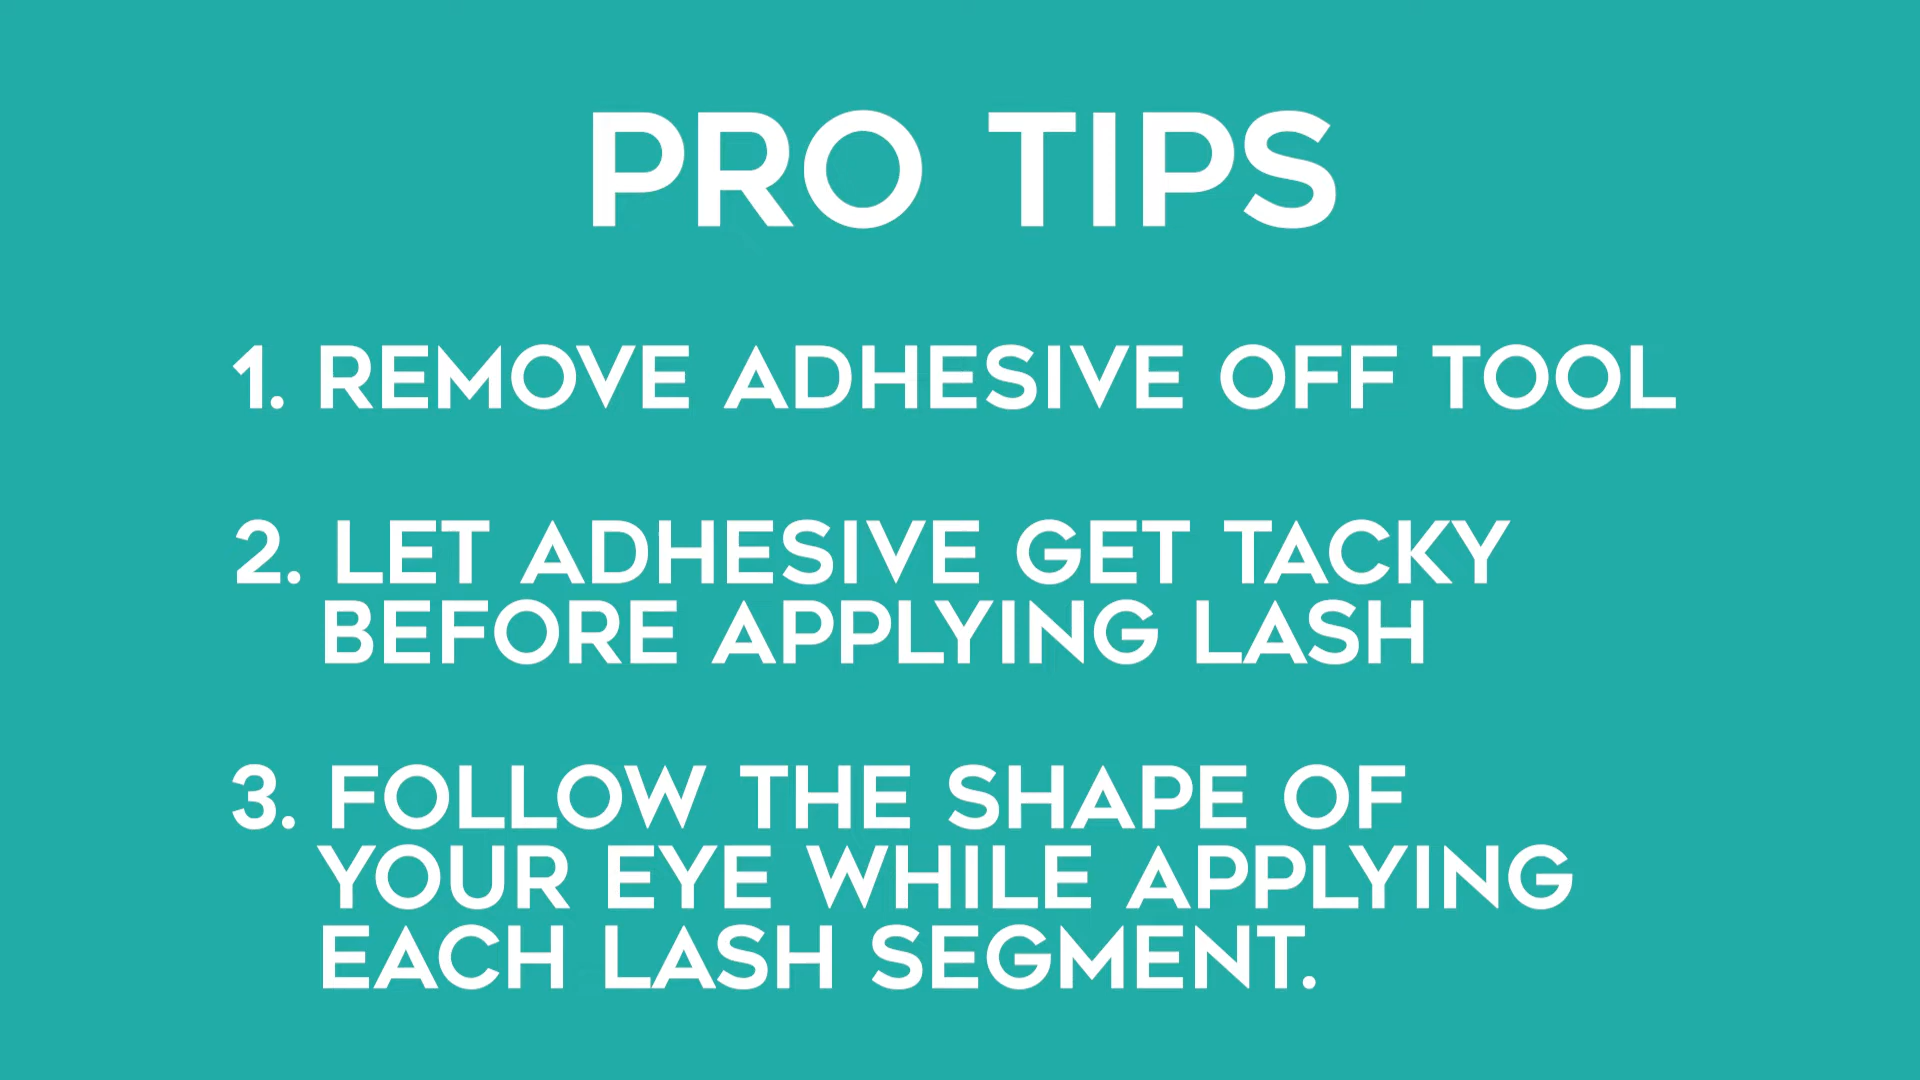 PRO TIPS
1. REMOVE ADHESIVE OFF TOOL
2. LET ADHESIVE GET TACKY
BEFORE APPLYING LASH
3. FOLLOW THE SHAPE OF
YOUR EYE WHILE APPLYING
EACH LASH SEGMENT.